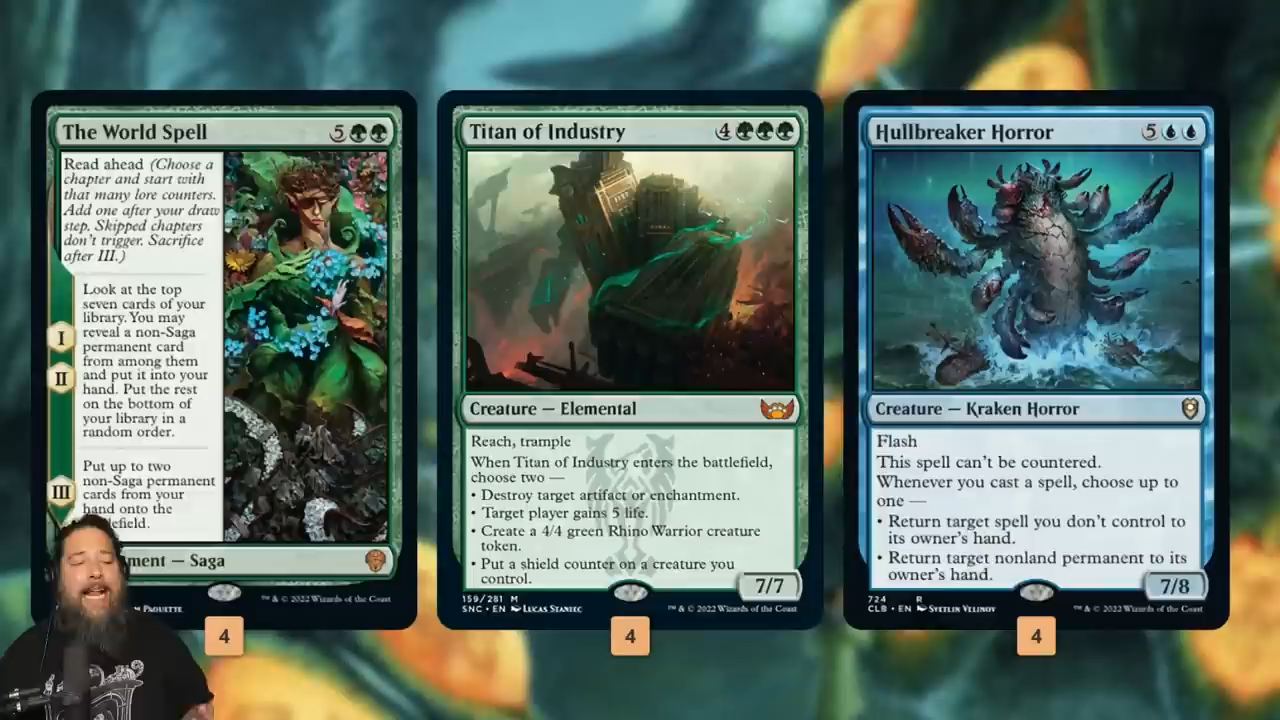 The World Spell 5
Read ahead (Choose a
chapter and start with
that many lore counters.
Add one after your draw
step. Skipped chapters
don't trigger. Sacrifice
after III.)
I
II
Look at the top
seven cards of your
library. You may
reveal a non-Saga
permanent card
from among them
and put it into your
hand. Put the rest
on the bottom of
your library in a
random order.
III
Put up to two
non-Saga permanent
cards from your
hand onto the
lefield.
ment — Saga
PAQUETTE ™ & © 2022 Wizards of the Coast
4
Titan of Industry 4
Creature — Elemental
Reach, trample
When Titan of Industry enters the battlefield,
choose two —
• Destroy target artifact or enchantment.
• Target player gains 5 life.
• Create a 4/4 green Rhino Warrior creature
token.
• Put a shield counter on a creature you
control.
7/7
159/281 M
SNC • EN LUCAS STANIEC ™ & © 2022 Wizards of the Coast
4
Hullbreaker Horror 5
Creature — Kraken Horror
Flash
This spell can't be countered.
Whenever you cast a spell, choose up to
one —
• Return target spell you don't control to
its owner's hand.
• Return target nonland permanent to its
owner's hand.
7/8
724 R
CLB • EN SVETLIN VELINOV ™ & © 2022 Wizards of the Coast
4